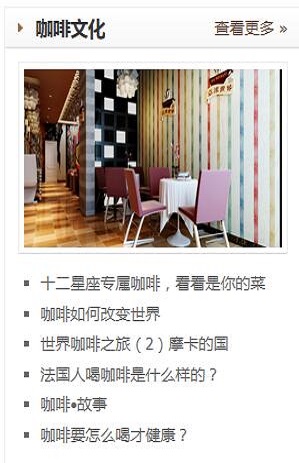 咖啡文化
查看更多 »
十二星座专属咖啡，看看是你的菜
咖啡如何改变世界
世界咖啡之旅（2）摩卡的国
法国人喝咖啡是什么样的？
咖啡•故事
咖啡要怎么喝才健康？